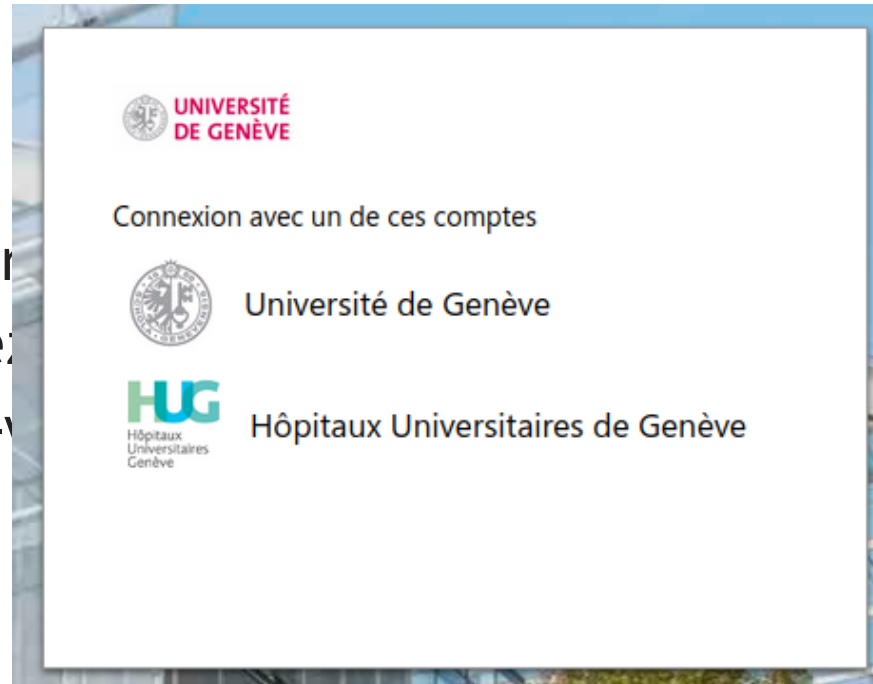 UNIVERSITÉ
DE GENÈVE
Connexion avec un de ces comptes
Université de Genève
HUG
Hôpitaux
Universitaires
Genève
Hôpitaux Universitaires de Genève